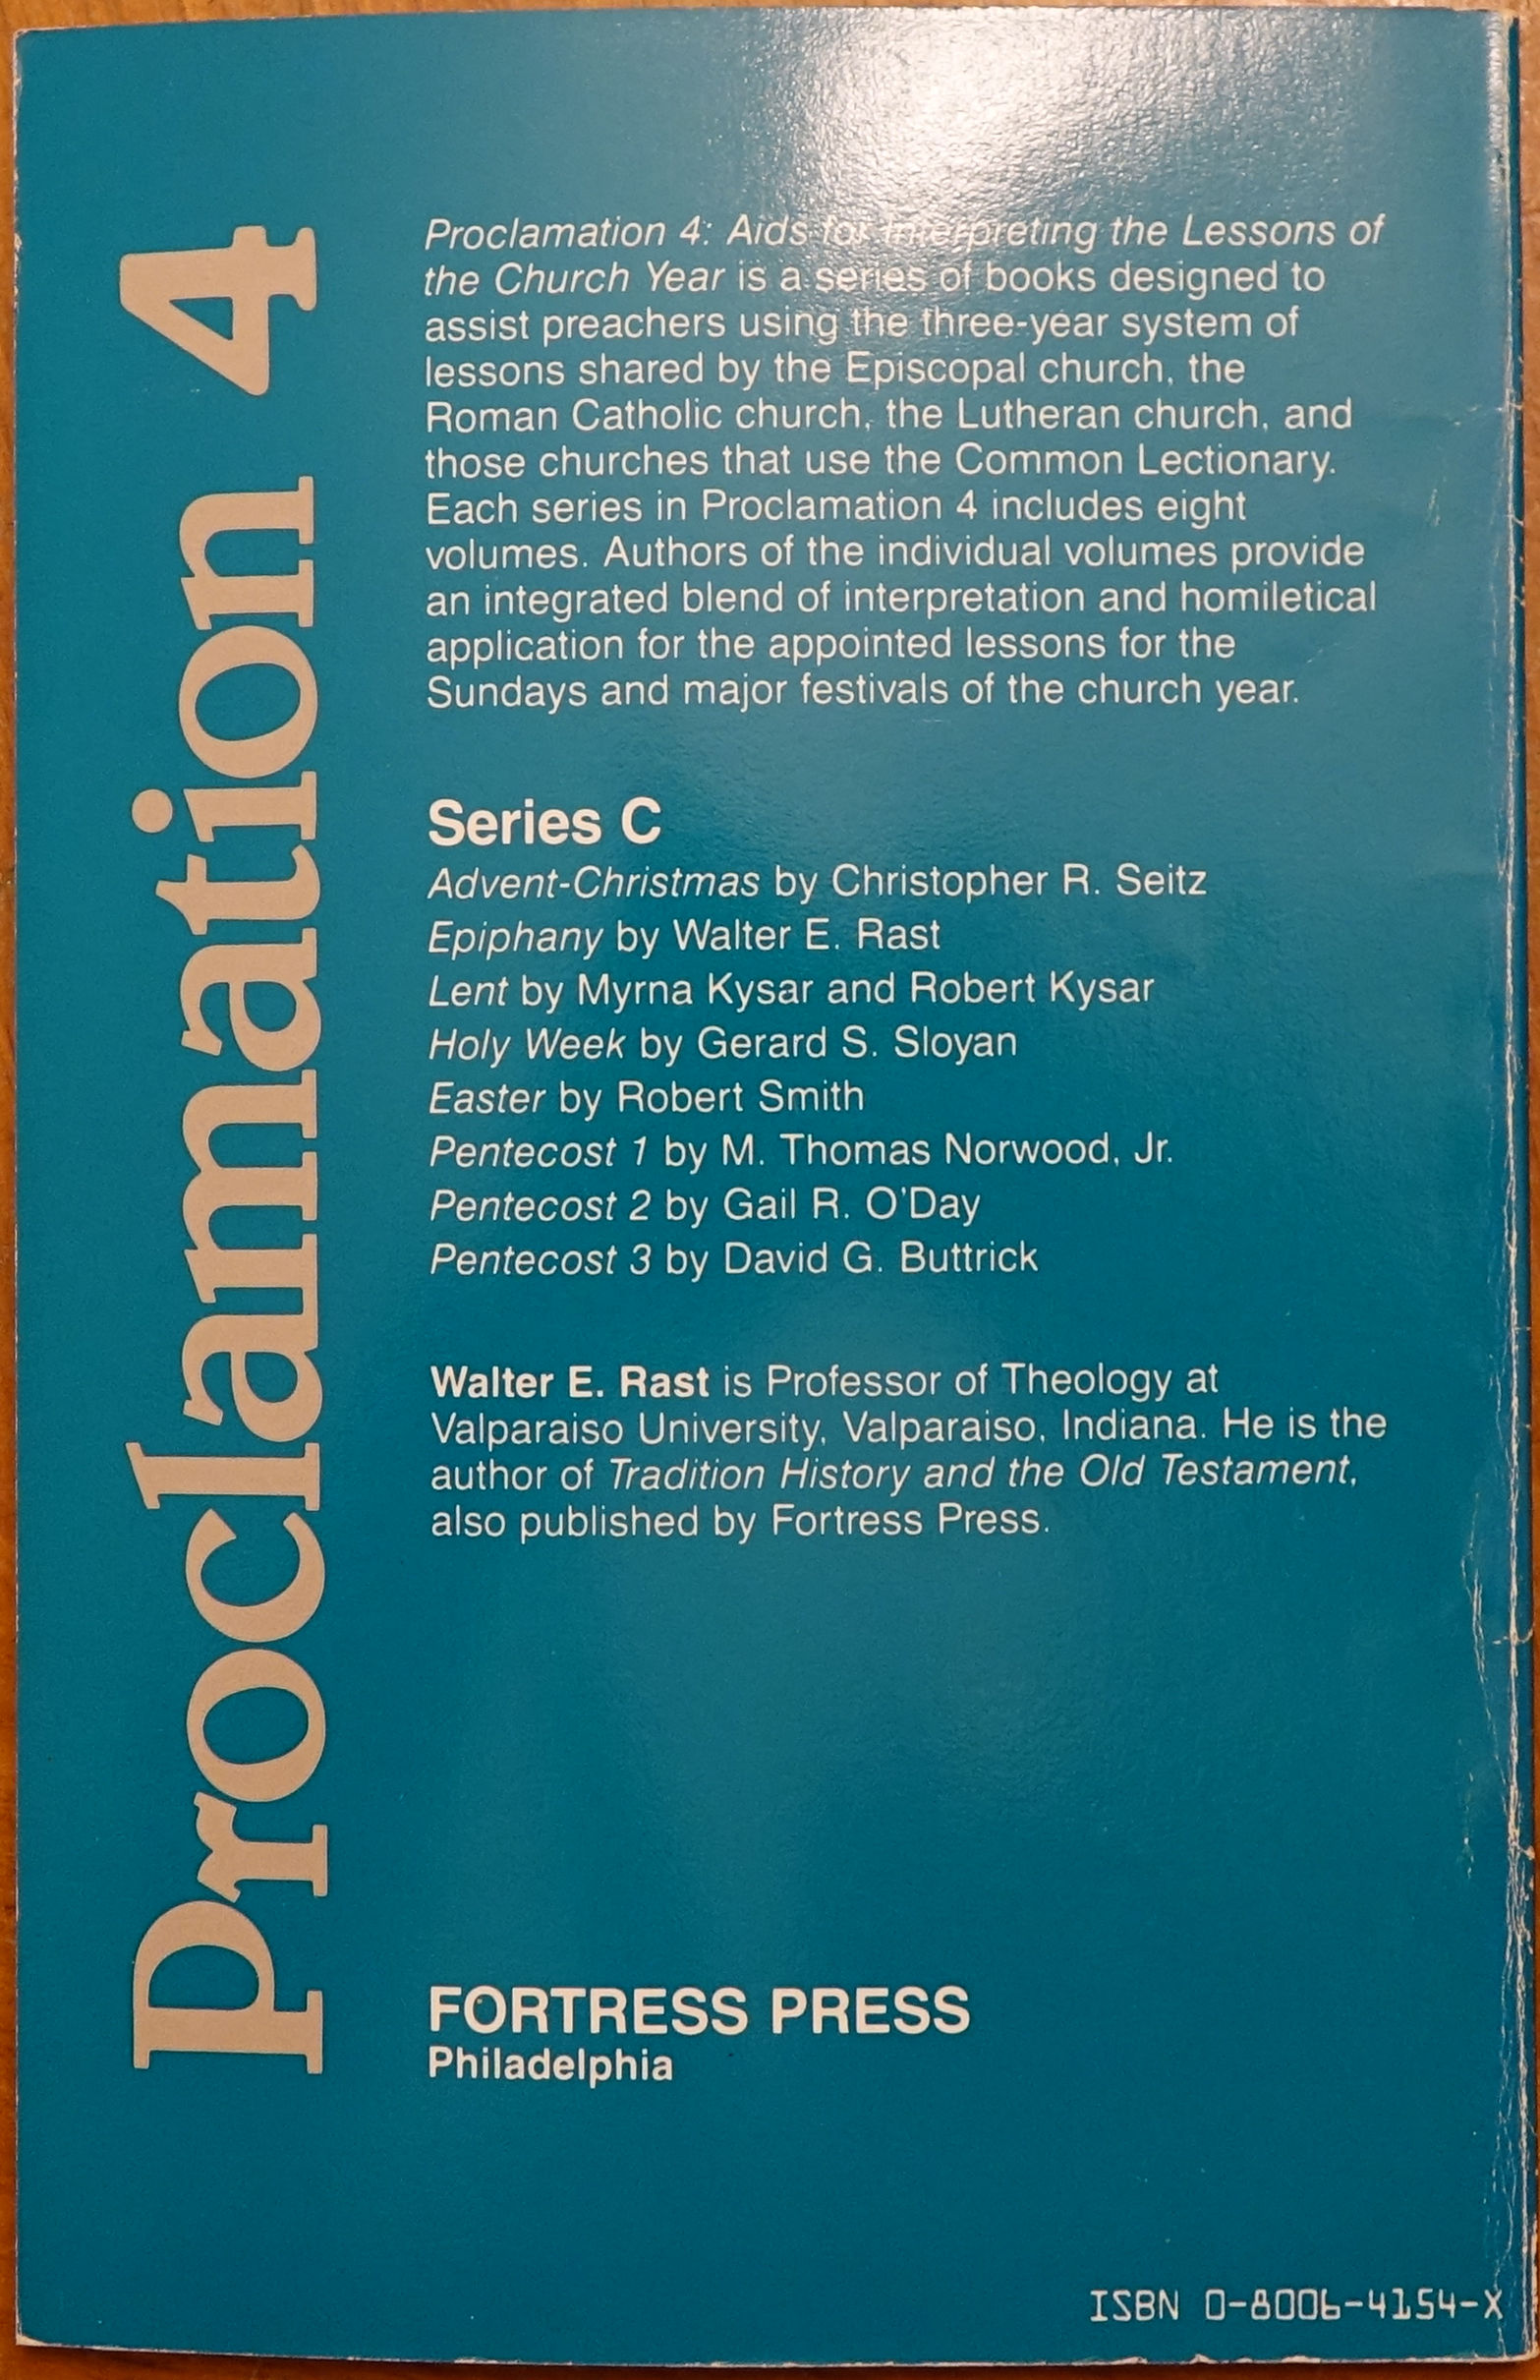 Proclamation 4
Proclamation 4: Aids for Interpreting the Lessons of
the Church Year is a series of books designed to
assist preachers using the three-year system of
lessons shared by the Episcopal church, the
Roman Catholic church, the Lutheran church, and
those churches that use the Common Lectionary.
Each series in Proclamation 4 includes eight
volumes. Authors of the individual volumes provide
an integrated blend of interpretation and homiletical
application for the appointed lessons for the
Sundays and major festivals of the church year.
Series C
Advent-Christmas by Christopher R. Seitz
Epiphany by Walter E. Rast
Lent by Myrna Kysar and Robert Kysar
Holy Week by Gerard S. Sloyan
Easter by Robert Smith
Pentecost 1 by M. Thomas Norwood, Jr.
Pentecost 2 by Gail R. O'Day
Pentecost 3 by David G. Buttrick
Walter E. Rast is Professor of Theology at
Valparaiso University, Valparaiso, Indiana. He is the
author of Tradition History and the Old Testament,
also published by Fortress Press.
FORTRESS PRESS
Philadelphia
ISBN 0-8006-4154-X